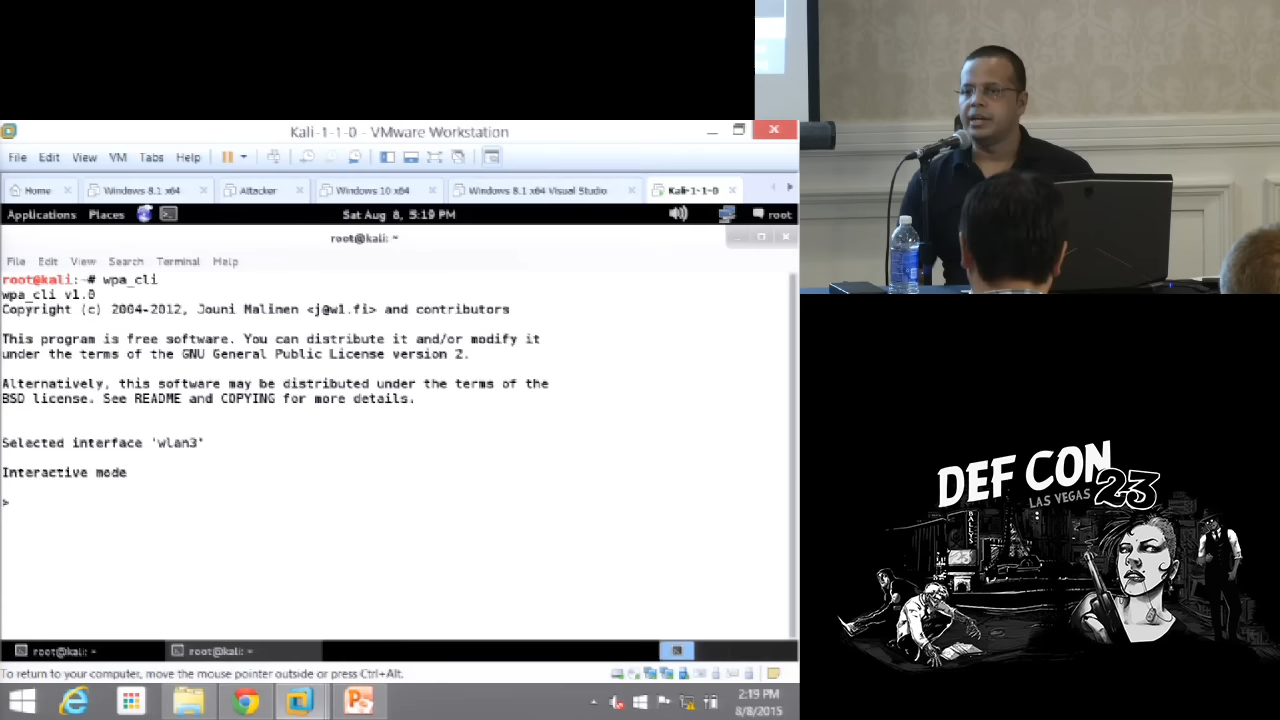 Kali-1-1-0 - VMware Workstation
File Edit View VM Tabs Help
Home Windows 8.1 x64 Attacker Windows 10 x64 Windows 8.1 x64 Visual Studio Kali-1-1-0
Applications Places Sat Aug 8, 5:19 PM root
root@kali: ~
File Edit View Search Terminal Help
root@kali:~# wpa_cli
wpa_cli v1.0
Copyright (c) 2004-2012, Jouni Malinen <j@w1.fi> and contributors
This program is free software. You can distribute it and/or modify it
under the terms of the GNU General Public License version 2.
Alternatively, this software may be distributed under the terms of the
BSD license. See README and COPYING for more details.
Selected interface 'wlan3'
Interactive mode
>
root@kali: ~ root@kali: ~
To return to your computer, move the mouse pointer outside or press Ctrl+Alt.
2:19 PM
8/8/2015
DEF CON
LAS VEGAS 23
BALLYS
23